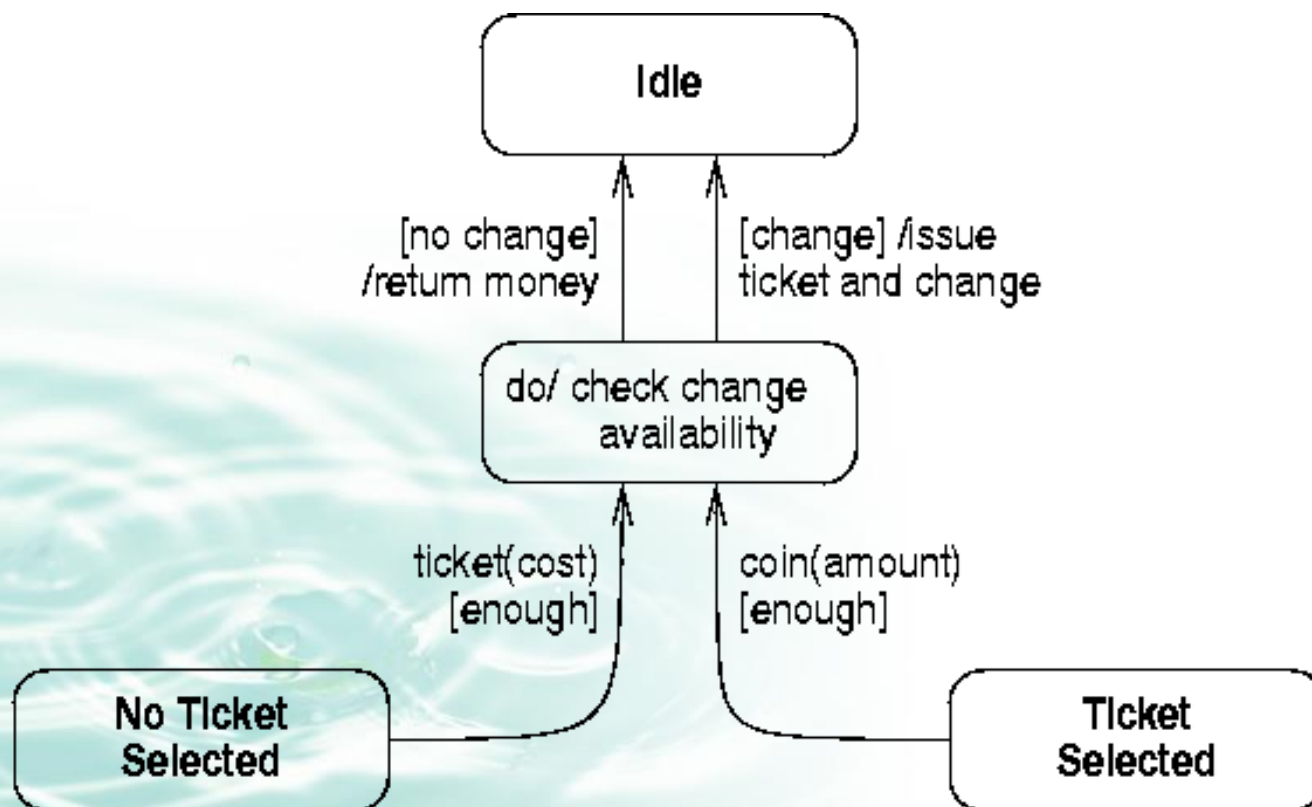 Idle
[no change]
/return money
[change] /issue
ticket and change
do/ check change
availability
ticket(cost)
[enough]
coin(amount)
[enough]
No Ticket
Selected
Ticket
Selected